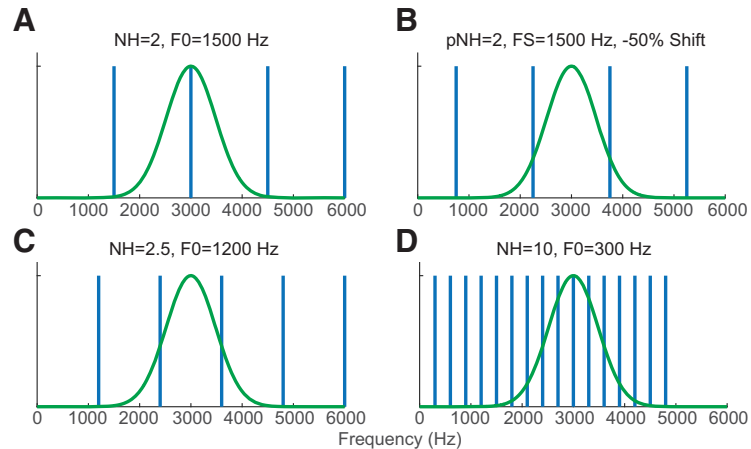 A
NH=2, F0=1500 Hz
0 1000 2000 3000 4000 5000 6000
B
pNH=2, FS=1500 Hz, -50% Shift
0 1000 2000 3000 4000 5000 6000
C
NH=2.5, F0=1200 Hz
0 1000 2000 3000 4000 5000 6000
D
NH=10, F0=300 Hz
0 1000 2000 3000 4000 5000 6000
Frequency (Hz)